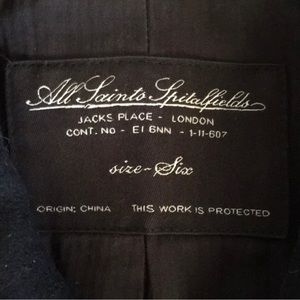 All Saints Spitalfields
JACKS PLACE - LONDON
CONT. NO - E1 6NN - 1-11-607
size - Six
ORIGIN; CHINA THIS WORK IS PROTECTED